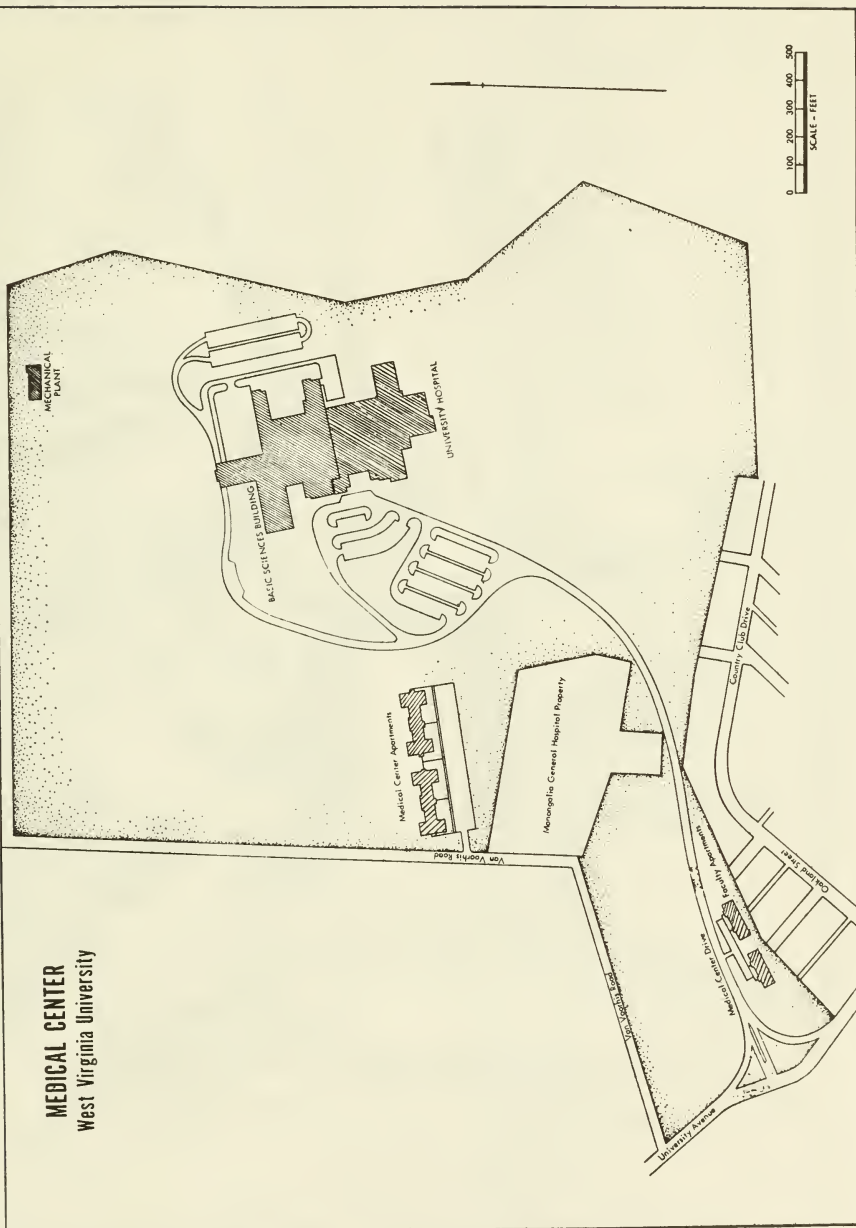 MEDICAL CENTER
West Virginia University
MECHANICAL
PLANT
BASIC SCIENCES BUILDING
UNIVERSITY HOSPITAL
Medical Center Apartments
Monongalia General Hospital Property
Van Voorhis Road
Van Voorhis Road
Medical Center Drive
Faculty Apartments
University Avenue
Oakland Street
Country Club Drive
0 100 200 300 400 500
SCALE - FEET